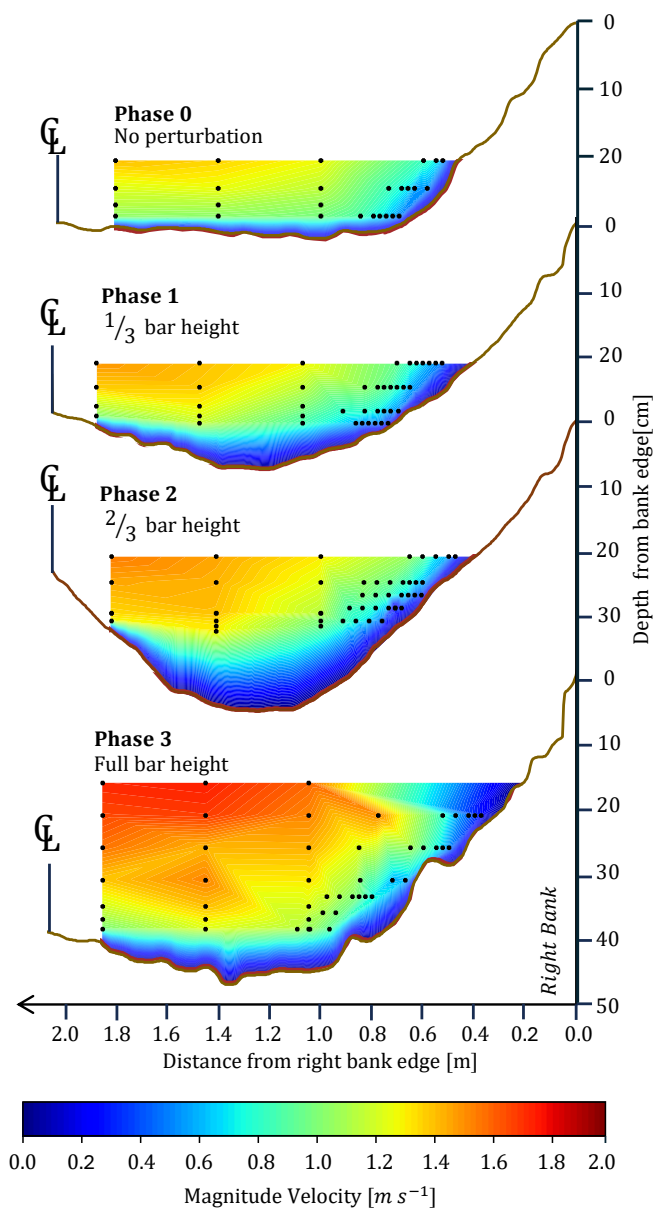 0
10
Phase 0
No perturbation
℄
20
0
Phase 1
1/3 bar height
℄
10
20
0
Phase 2
2/3 bar height
℄
10
20
30
0
Phase 3
Full bar height
℄
10
20
30
40
50
Depth from bank edge[cm]
Right Bank
2.0 1.8 1.6 1.4 1.2 1.0 0.8 0.6 0.4 0.2 0.0
Distance from right bank edge [m]
0.0 0.2 0.4 0.6 0.8 1.0 1.2 1.4 1.6 1.8 2.0
Magnitude Velocity [m s⁻¹]